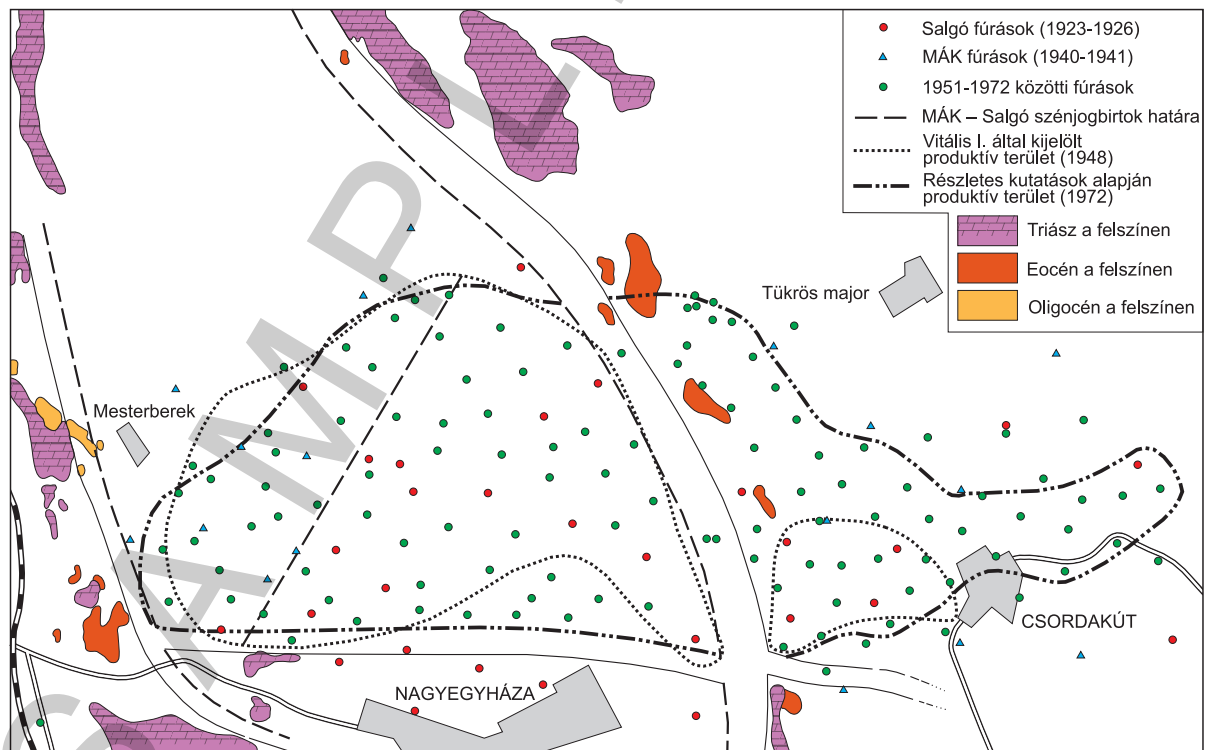 Salgó fúrások (1923-1926)
MÁK fúrások (1940-1941)
1951-1972 közötti fúrások
MÁK – Salgó szénjogbirtok határa
Vitális I. által kijelölt
produktív terület (1948)
Részletes kutatások alapján
produktív terület (1972)
Triász a felszínen
Eocén a felszínen
Oligocén a felszínen
Tükrös major
Mesterberek
CSORDAKÚT
NAGYEGYHÁZA